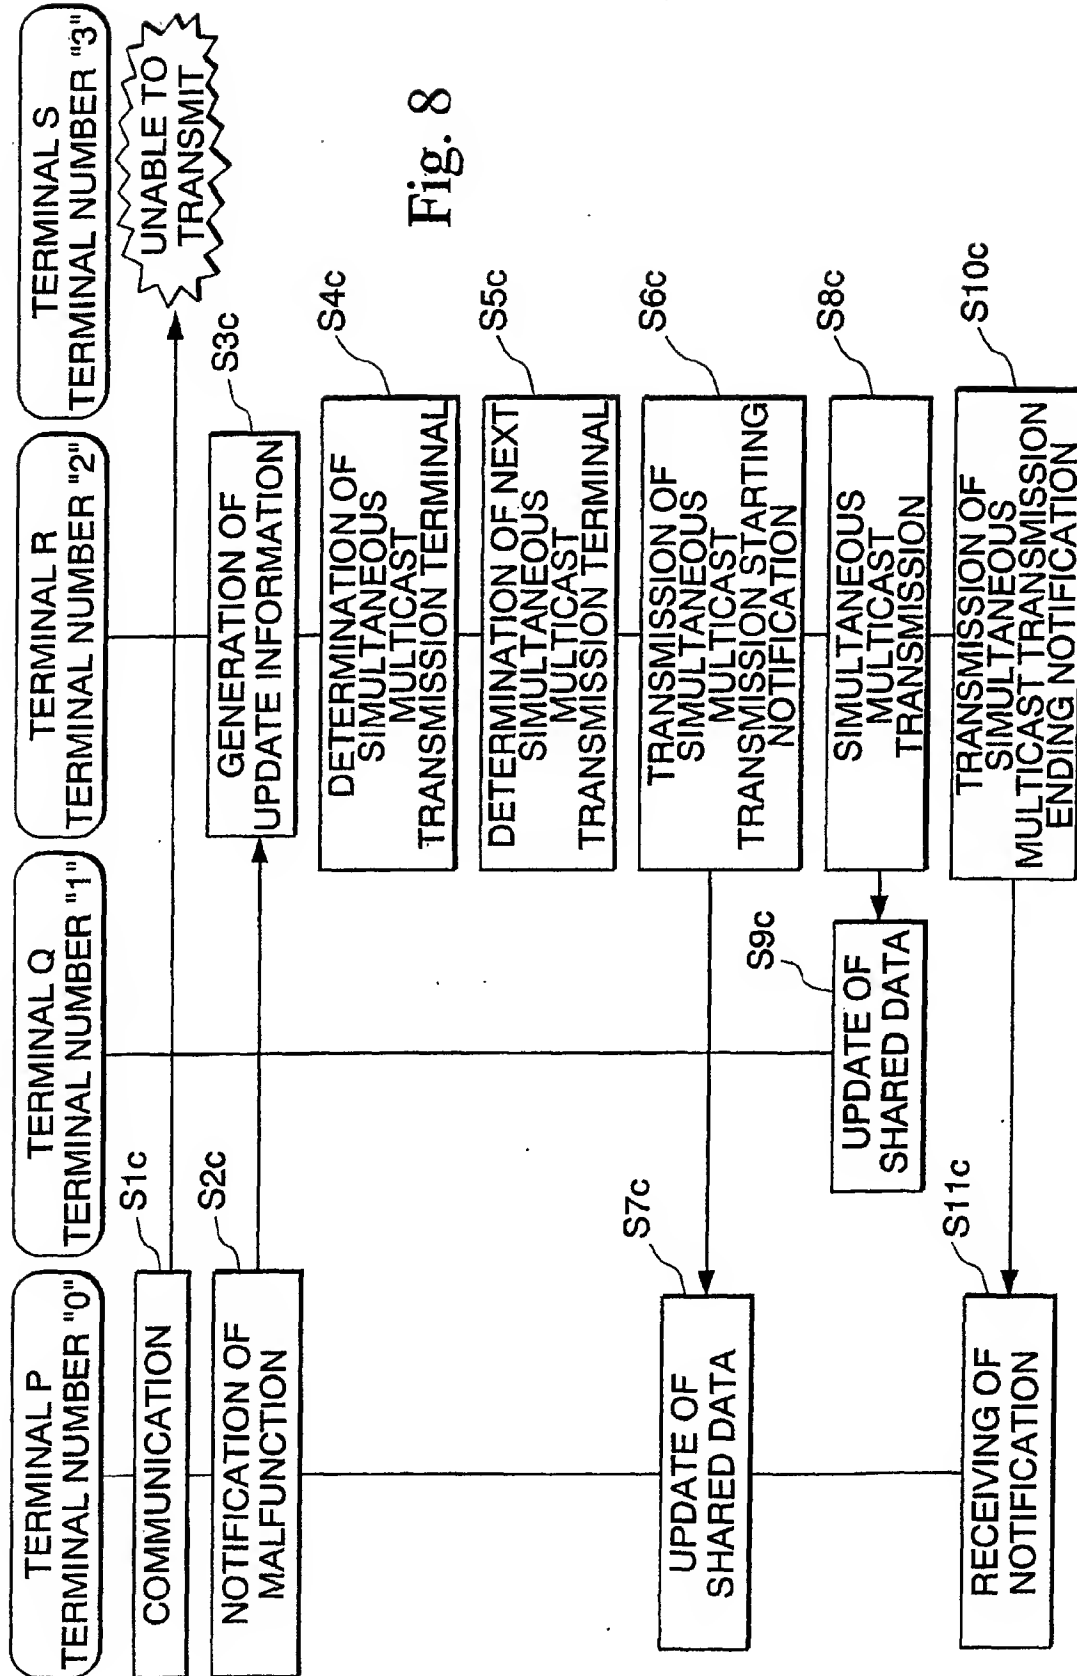 TERMINAL P
TERMINAL NUMBER "0"
TERMINAL Q
TERMINAL NUMBER "1"
TERMINAL R
TERMINAL NUMBER "2"
TERMINAL S
TERMINAL NUMBER "3"
S1c
COMMUNICATION
UNABLE TO
TRANSMIT
S2c
NOTIFICATION OF
MALFUNCTION
S3c
GENERATION OF
UPDATE INFORMATION
Fig. 8
S4c
DETERMINATION OF
SIMULTANEOUS
MULTICAST
TRANSMISSION TERMINAL
S5c
DETERMINATION OF NEXT
SIMULTANEOUS
MULTICAST
TRANSMISSION TERMINAL
S6c
TRANSMISSION OF
SIMULTANEOUS
MULTICAST
TRANSMISSION STARTING
NOTIFICATION
S7c
UPDATE OF
SHARED DATA
S8c
SIMULTANEOUS
MULTICAST
TRANSMISSION
S9c
UPDATE OF
SHARED DATA
S10c
TRANSMISSION OF
SIMULTANEOUS
MULTICAST TRANSMISSION
ENDING NOTIFICATION
S11c
RECEIVING OF
NOTIFICATION